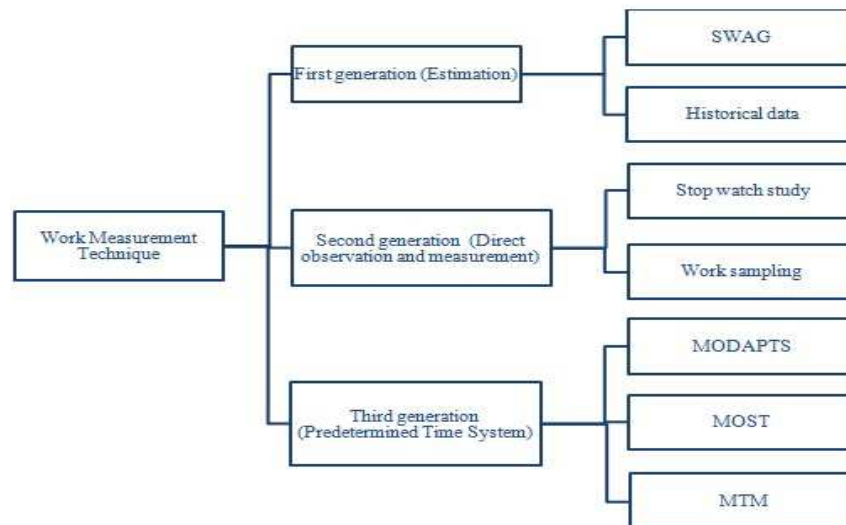 Work Measurement
Technique
First generation (Estimation)
SWAG
Historical data
Second generation (Direct
observation and measurement)
Stop watch study
Work sampling
Third generation
(Predetermined Time System)
MODAPTS
MOST
MTM